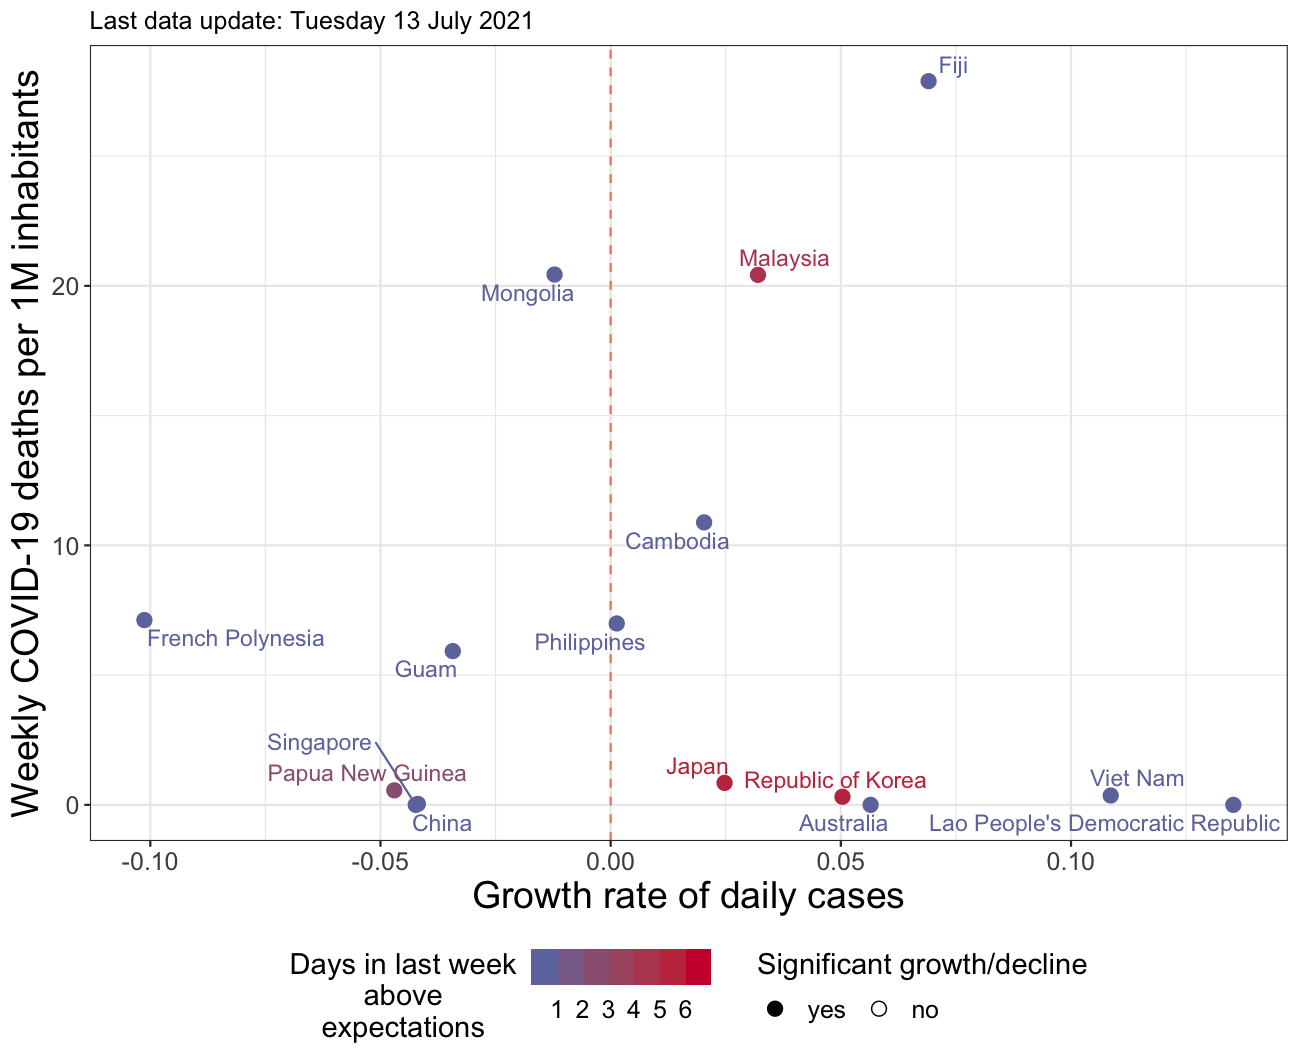 Last data update: Tuesday 13 July 2021
Weekly COVID-19 deaths per 1M inhabitants
20
10
0
Fiji
Malaysia
Mongolia
Cambodia
French Polynesia
Philippines
Guam
Singapore
Papua New Guinea
Japan
Republic of Korea
Viet Nam
China
Australia
Lao People's Democratic Republic
-0.10 -0.05 0.00 0.05 0.10
Growth rate of daily cases
Days in last week
above
expectations
1 2 3 4 5 6
Significant growth/decline
yes no